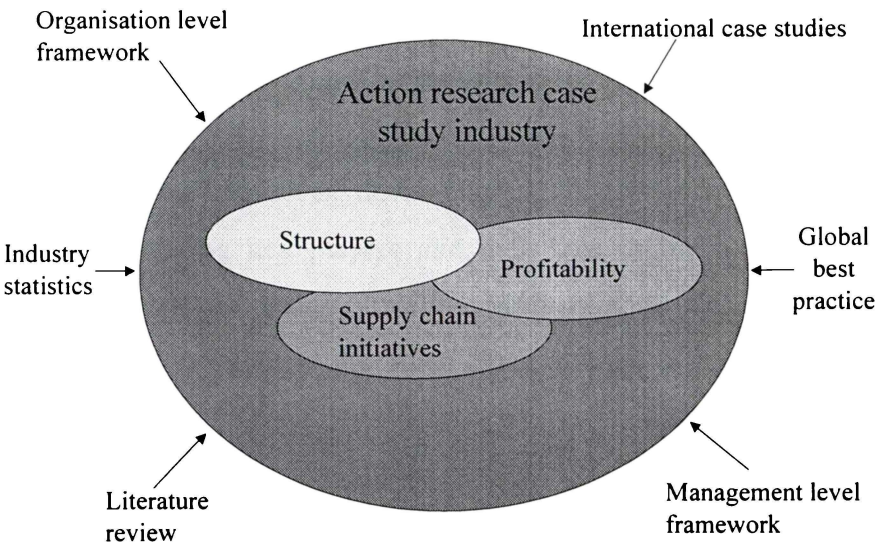 Organisation level
framework
International case studies
Action research case
study industry
Structure
Industry
statistics
Profitability
Global
best
practice
Supply chain
initiatives
Literature
review
Management level
framework